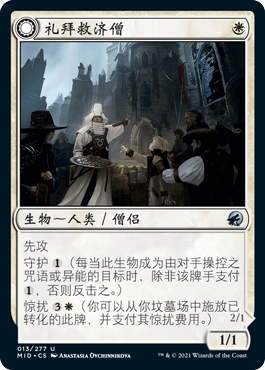 礼拜救济僧
生物～人类 / 僧侣
先攻
守护 1（每当此生物成为由对手操控之
咒语或异能的目标时，除非该牌手支付
1，否则反击之。）
惊扰 3（你可以从你坟墓场中施放已
转化的此牌，并支付其惊扰费用。）
2/1
1/1
013/277 U
MID • CS ANASTASIA OVCHINNIKOVA
™ & © 2021 Wizards of the Coast